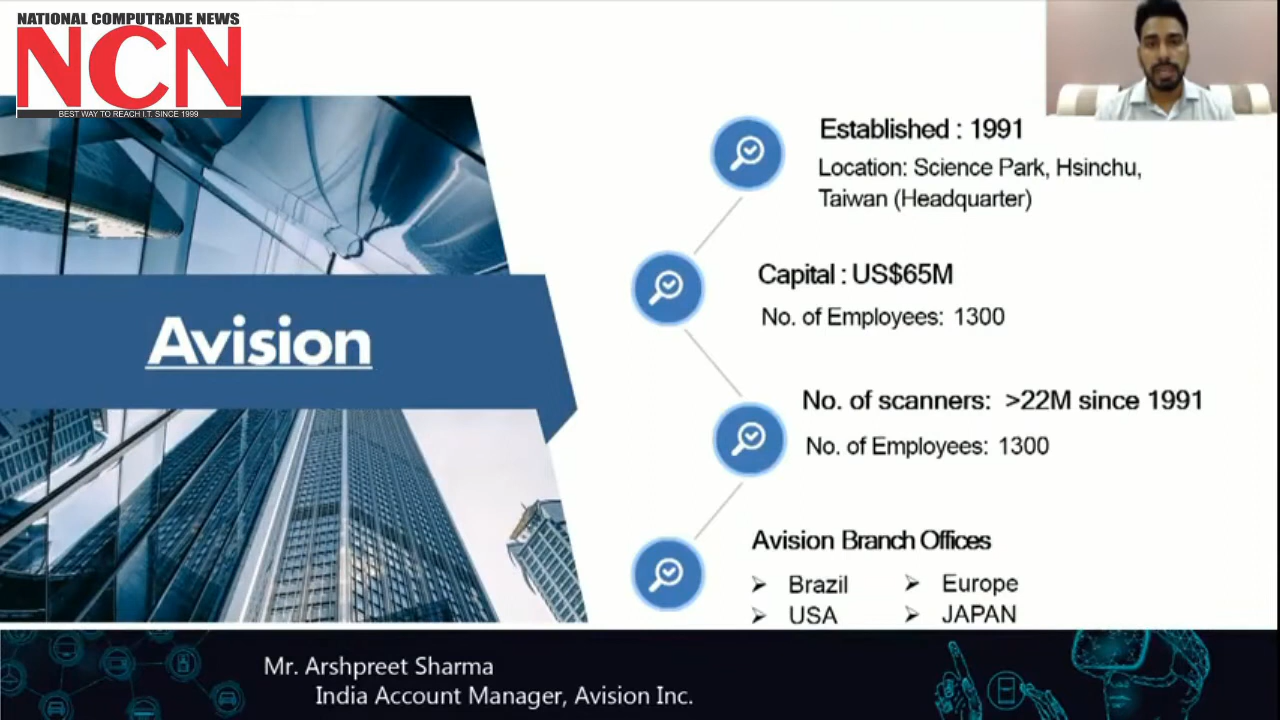 NATIONAL COMPUTRADE NEWS
NCN
BEST WAY TO REACH I.T. SINCE 1999
Avision
Established : 1991
Location: Science Park, Hsinchu,
Taiwan (Headquarter)
Capital : US$65M
No. of Employees: 1300
No. of scanners: >22M since 1991
No. of Employees: 1300
Avision Branch Offices
➢ Brazil ➢ Europe
➢ USA ➢ JAPAN
Mr. Arshpreet Sharma
India Account Manager, Avision Inc.